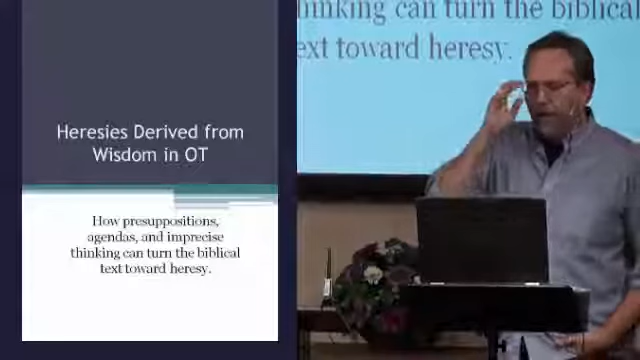 Heresies Derived from
Wisdom in OT
How presuppositions,
agendas, and imprecise
thinking can turn the biblical
text toward heresy.
thinking can turn the biblical
text toward heresy.